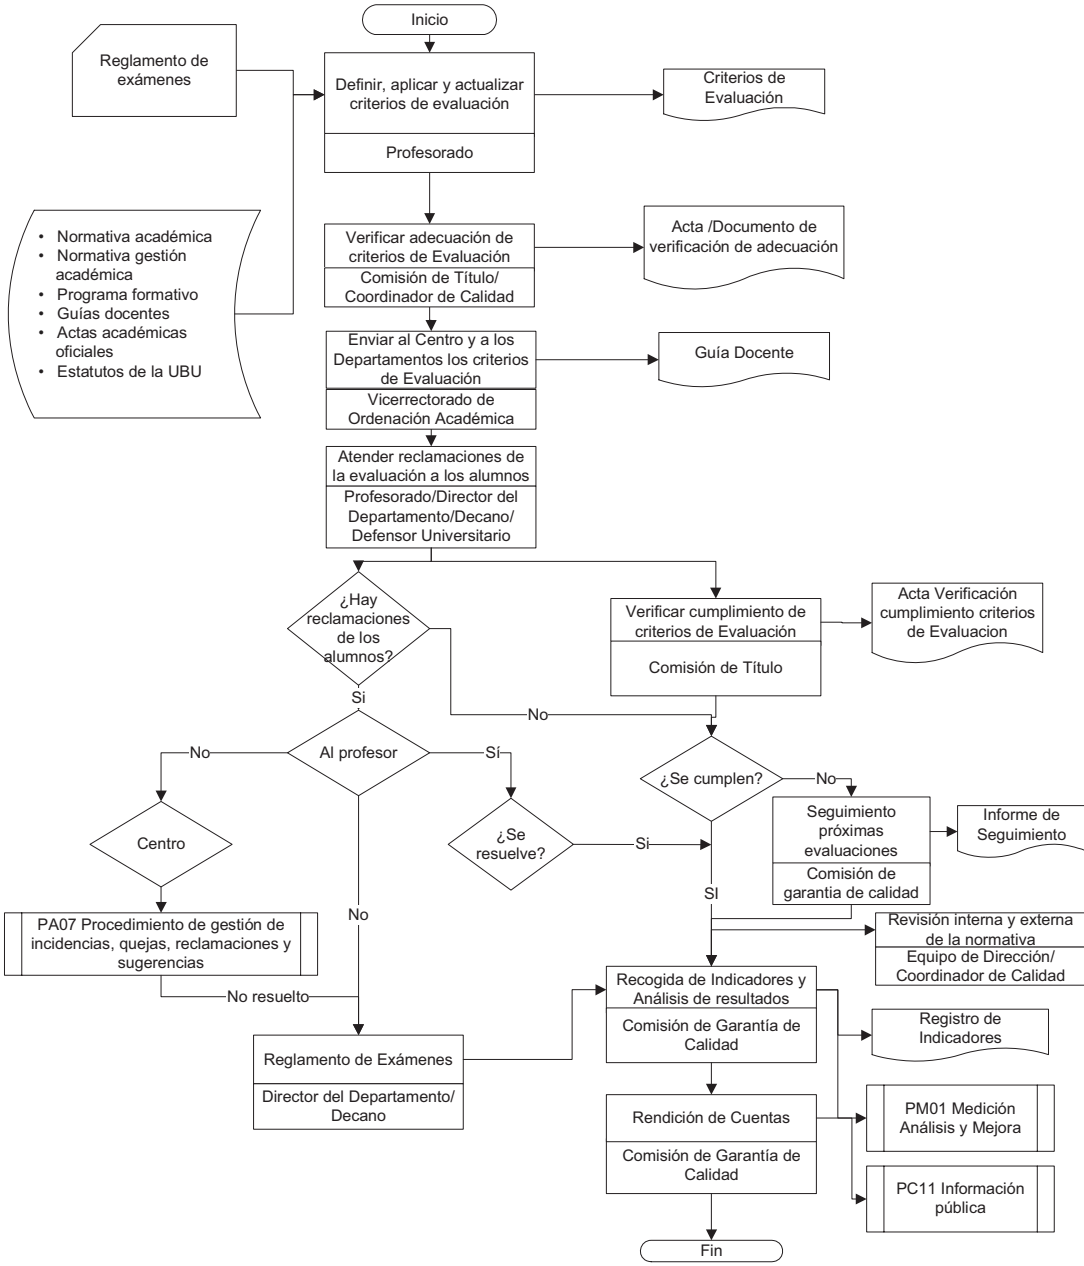 Inicio
Reglamento de
exámenes
Definir, aplicar y actualizar
criterios de evaluación
Profesorado
Criterios de
Evaluación
• Normativa académica
• Normativa gestión
académica
• Programa formativo
• Guías docentes
• Actas académicas
oficiales
• Estatutos de la UBU
Verificar adecuación de
criterios de Evaluación
Comisión de Título/
Coordinador de Calidad
Acta /Documento de
verificación de adecuación
Enviar al Centro y a los
Departamentos los criterios
de Evaluación
Vicerrectorado de
Ordenación Académica
Guía Docente
Atender reclamaciones de
la evaluación a los alumnos
Profesorado/Director del
Departamento/Decano/
Defensor Universitario
¿Hay
reclamaciones
de los
alumnos?
Verificar cumplimiento de
criterios de Evaluación
Comisión de Título
Acta Verificación
cumplimiento criterios
de Evaluacion
Si
No
No
Al profesor
Sí
¿Se cumplen?
No
Centro
¿Se
resuelve?
Si
Seguimiento
próximas
evaluaciones
Comisión de
garantia de calidad
Informe de
Seguimiento
SI
No
PA07 Procedimiento de gestión de
incidencias, quejas, reclamaciones y
sugerencias
Revisión interna y externa
de la normativa
Equipo de Dirección/
Coordinador de Calidad
No resuelto
Recogida de Indicadores y
Análisis de resultados
Comisión de Garantía de
Calidad
Registro de
Indicadores
Reglamento de Exámenes
Director del Departamento/
Decano
Rendición de Cuentas
Comisión de Garantía de
Calidad
PM01 Medición
Análisis y Mejora
PC11 Información
pública
Fin